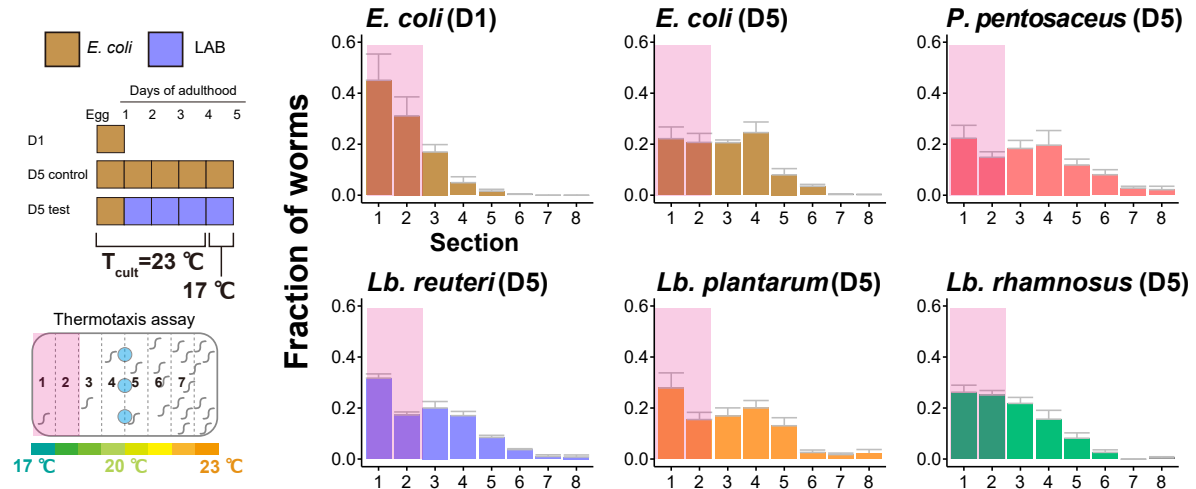 E. coli
LAB
Days of adulthood
Egg 1 2 3 4 5
D1
D5 control
D5 test
Tcult=23 ℃
17 ℃
Thermotaxis assay
1 2 3 4 5 6 7
17 ℃ 20 ℃ 23 ℃
Fraction of worms
E. coli (D1)
0.6
0.4
0.2
0.0
1 2 3 4 5 6 7 8
Section
E. coli (D5)
0.6
0.4
0.2
0.0
1 2 3 4 5 6 7 8
P. pentosaceus (D5)
0.6
0.4
0.2
0.0
1 2 3 4 5 6 7 8
Lb. reuteri (D5)
0.6
0.4
0.2
0.0
1 2 3 4 5 6 7 8
Lb. plantarum (D5)
0.6
0.4
0.2
0.0
1 2 3 4 5 6 7 8
Lb. rhamnosus (D5)
0.6
0.4
0.2
0.0
1 2 3 4 5 6 7 8